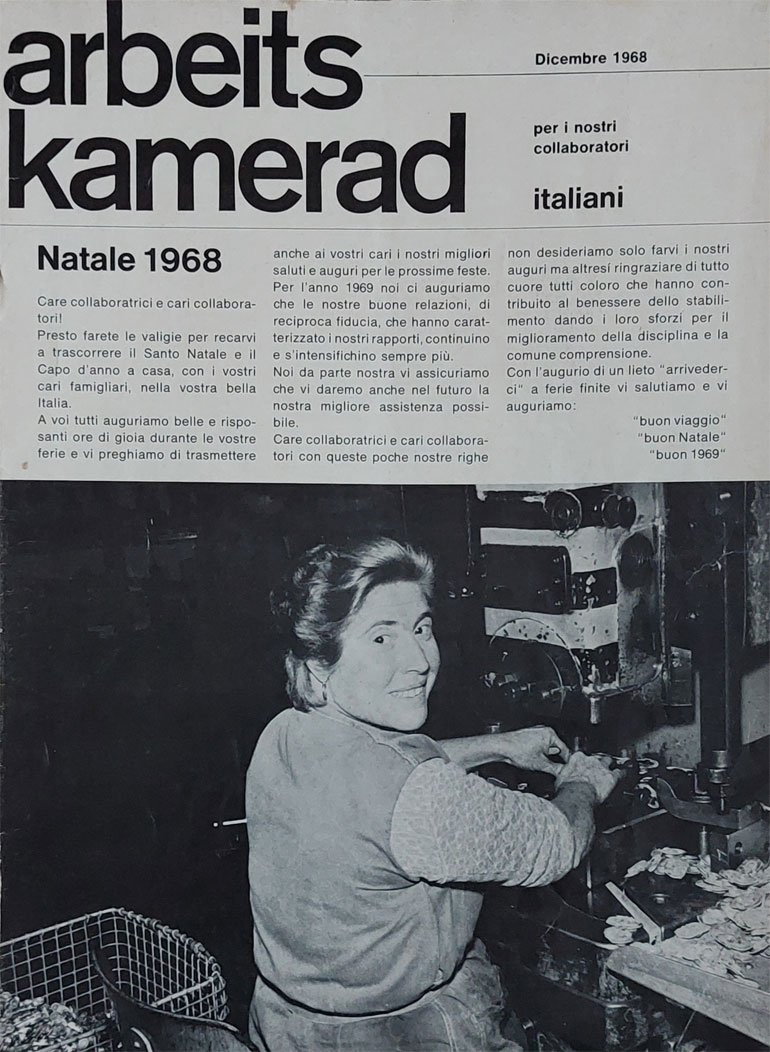 arbeits
kamerad
Dicembre 1968
per i nostri
collaboratori
italiani
Natale 1968
Care collaboratrici e cari collabora-
tori!
Presto farete le valigie per recarvi
a trascorrere il Santo Natale e il
Capo d'anno a casa, con i vostri
cari famigliari, nella vostra bella
Italia.
A voi tutti auguriamo belle e ripo-
santi ore di gioia durante le vostre
ferie e vi preghiamo di trasmettere
anche ai vostri cari i nostri migliori
saluti e auguri per le prossime feste.
Per l'anno 1969 noi ci auguriamo
che le nostre buone relazioni, di
reciproca fiducia, che hanno carat-
terizzato i nostri rapporti, continuino
e s'intensifichino sempre più.
Noi da parte nostra vi assicuriamo
che vi daremo anche nel futuro la
nostra migliore assistenza possi-
bile.
Care collaboratrici e cari collabora-
tori con queste poche nostre righe
non desideriamo solo farvi i nostri
auguri ma altresì ringraziare di tutto
cuore tutti coloro che hanno con-
tribuito al benessere dello stabili-
mento dando i loro sforzi per il
miglioramento della disciplina e la
comune comprensione.
Con l'augurio di un lieto "arriveder-
ci" a ferie finite vi salutiamo e vi
auguriamo:
"buon viaggio"
"buon Natale"
"buon 1969"